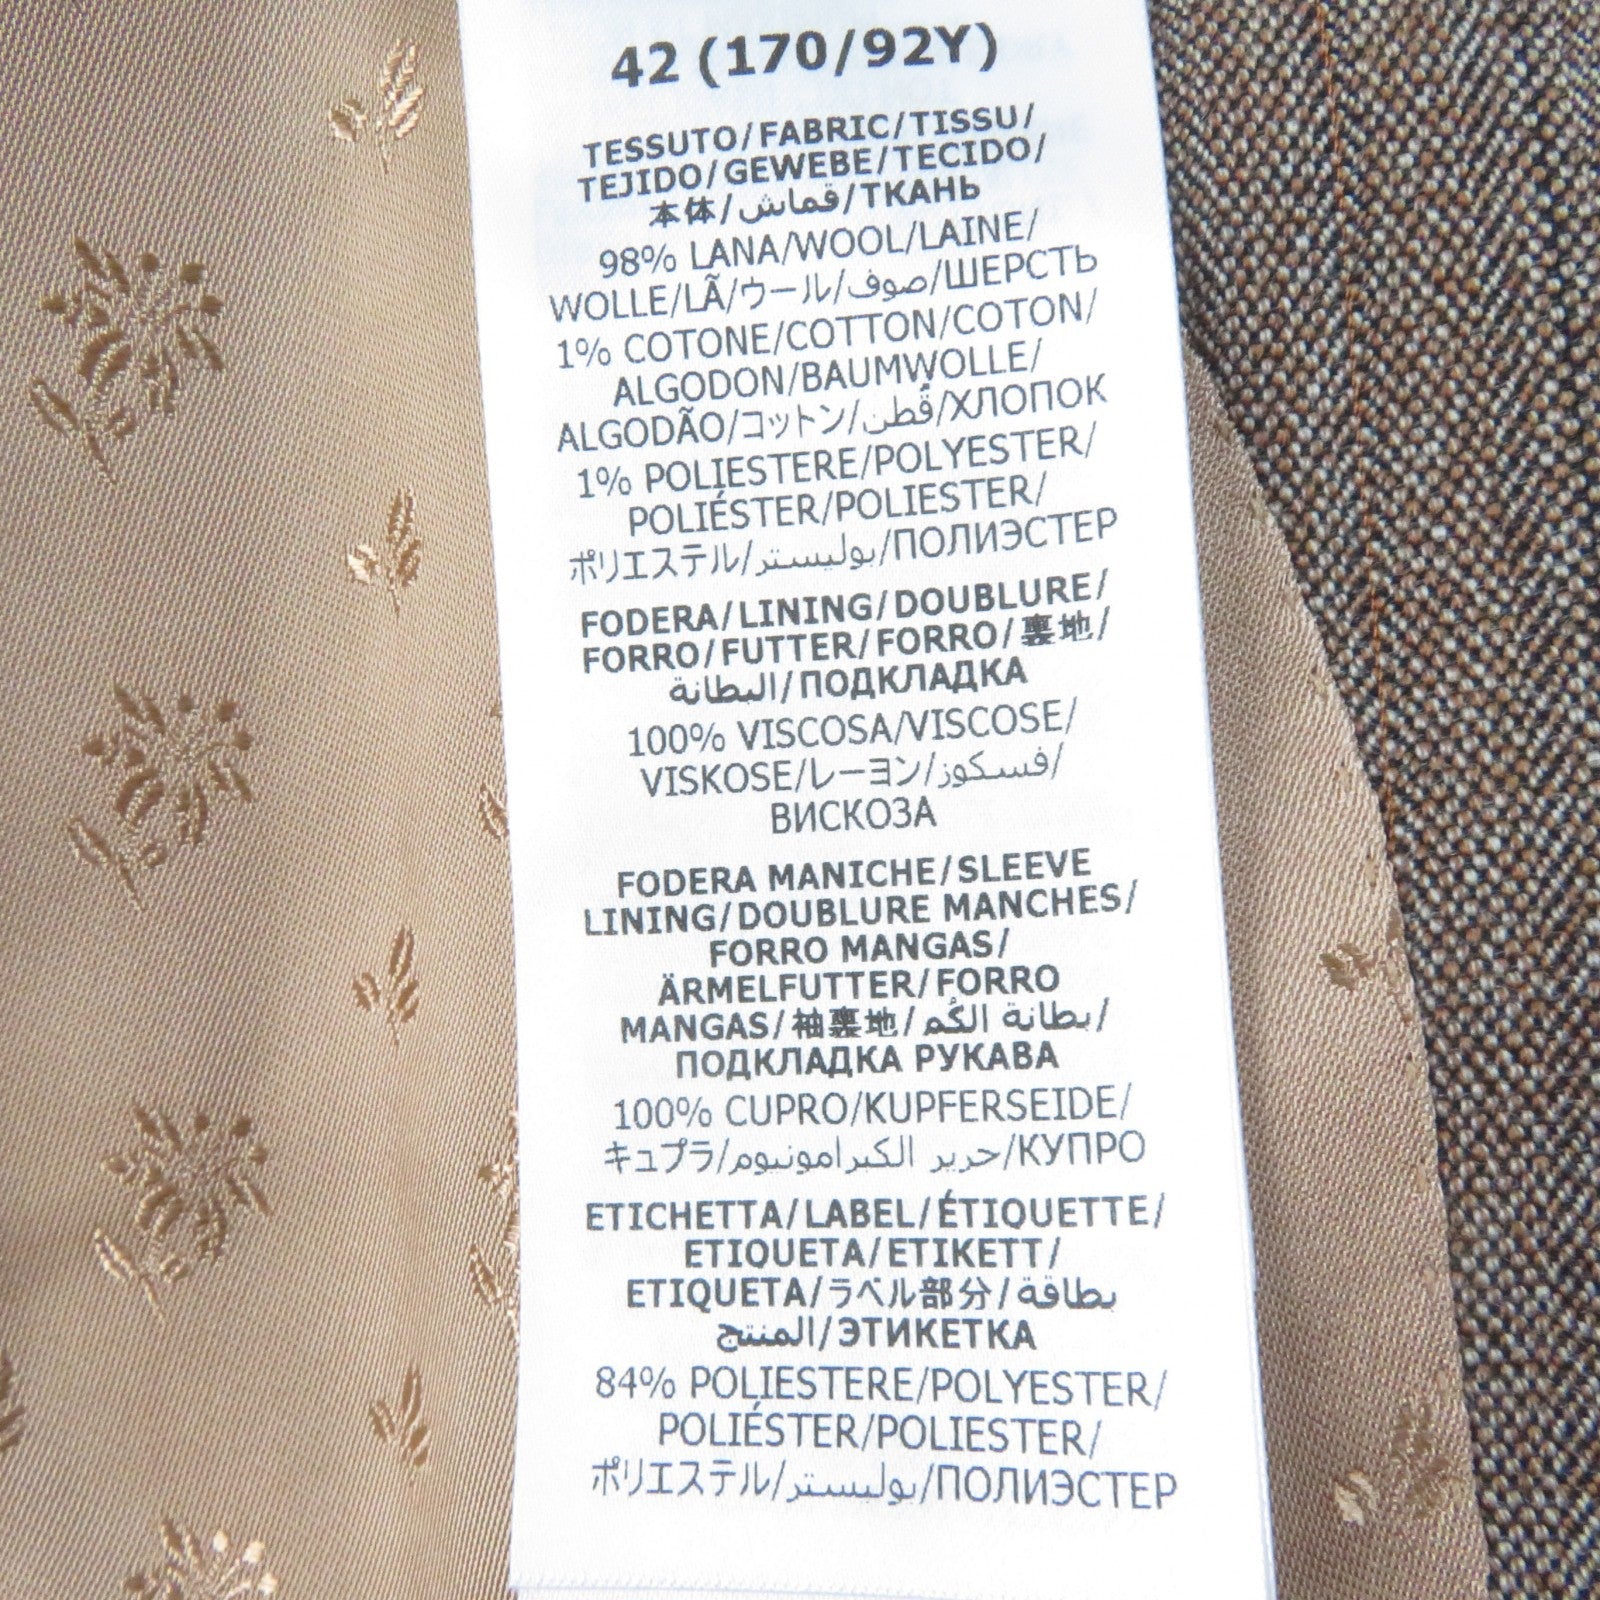 42 (170/92Y)
TESSUTO/FABRIC/TISSU/
TEJIDO/GEWEBE/TECIDO/
本体/قماش/ТКАНЬ
98% LANA/WOOL/LAINE/
WOLLE/LÃ/ウール/صوف/ШЕРСТЬ
1% COTONE/COTTON/COTON/
ALGODON/BAUMWOLLE/
ALGODÃO/コットン/قُطن/ХЛОПОК
1% POLIESTERE/POLYESTER/
POLIÉSTER/POLIESTER/
ポリエステル/بوليستر/ПОЛИЭСТЕР
FODERA/LINING/DOUBLURE/
FORRO/FUTTER/FORRO/裏地/
البطانة/ПОДКЛАДКА
100% VISCOSA/VISCOSE/
VISKOSE/レーヨン/فسكوز/
ВИСКОЗА
FODERA MANICHE/SLEEVE
LINING/DOUBLURE MANCHES/
FORRO MANGAS/
ÄRMELFUTTER/FORRO
MANGAS/袖裏地/بطانة الكُم/
ПОДКЛАДКА РУКАВА
100% CUPRO/KUPFERSEIDE/
キュプラ/حرير الكبرامونيوم/КУПРО
ETICHETTA/LABEL/ÉTIQUETTE/
ETIQUETA/ETIKETT/
ETIQUETA/ラベル部分/بطاقة
المنتج/ЭТИКЕТКА
84% POLIESTERE/POLYESTER/
POLIÉSTER/POLIESTER/
ポリエステル/بوليستر/ПОЛИЭСТЕР